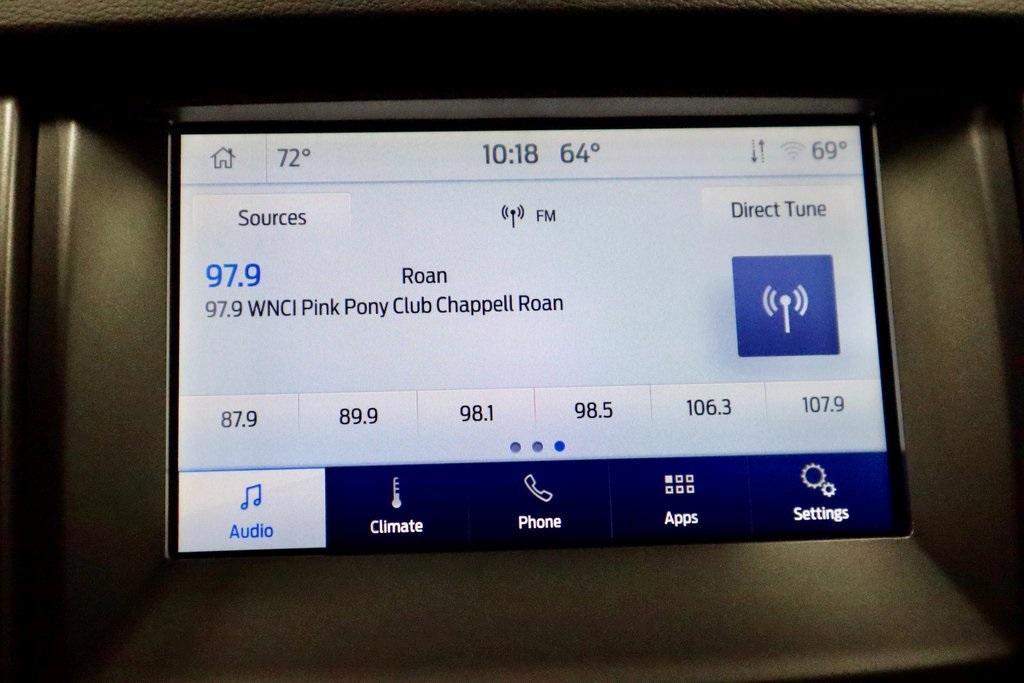 72° 10:18 64° 69°
Sources FM Direct Tune
97.9 Roan
97.9 WNCI Pink Pony Club Chappell Roan
87.9 89.9 98.1 98.5 106.3 107.9
Audio Climate Phone Apps Settings